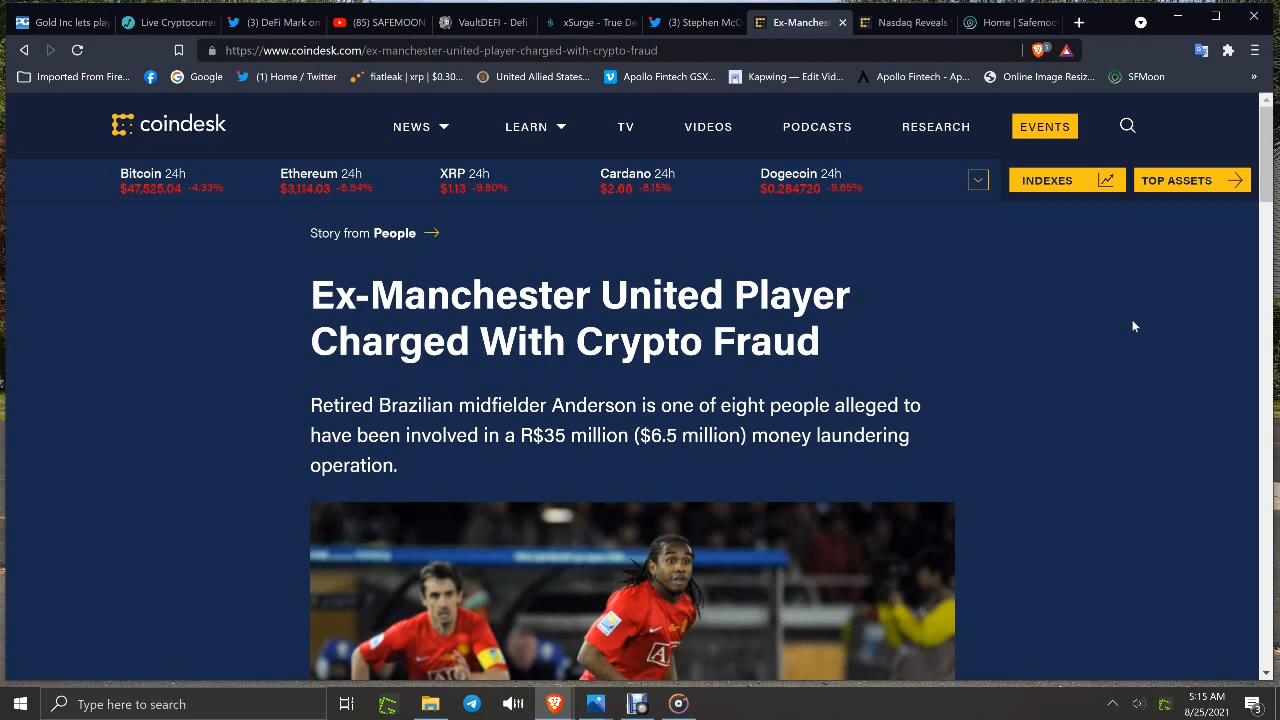 Gold Inc lets play
Live Cryptocurre
(3) DeFi Mark on
(85) SAFEMOON
VaultDEFI - Defi
xSurge - True De
(3) Stephen McC
Ex-Manchest
Nasdaq Reveals
Home | Safemoo
https://www.coindesk.com/ex-manchester-united-player-charged-with-crypto-fraud
5
Imported From Fire...
Google
(1) Home / Twitter
fiatleak | xrp | $0.30...
United Allied States...
Apollo Fintech GSX...
Kapwing — Edit Vid...
Apollo Fintech - Ap...
Online Image Resiz...
SFMoon
»
coindesk
NEWS
LEARN
TV
VIDEOS
PODCASTS
RESEARCH
EVENTS
Bitcoin 24h
$47,525.04 -4.33%
Ethereum 24h
$3,114.03 -6.54%
XRP 24h
$1.13 -9.80%
Cardano 24h
$2.66 -8.15%
Dogecoin 24h
$0.284720 -9.65%
INDEXES
TOP ASSETS
Story from People
Ex-Manchester United Player
Charged With Crypto Fraud
Retired Brazilian midfielder Anderson is one of eight people alleged to
have been involved in a R$35 million ($6.5 million) money laundering
operation.
Type here to search
5:15 AM
8/25/2021